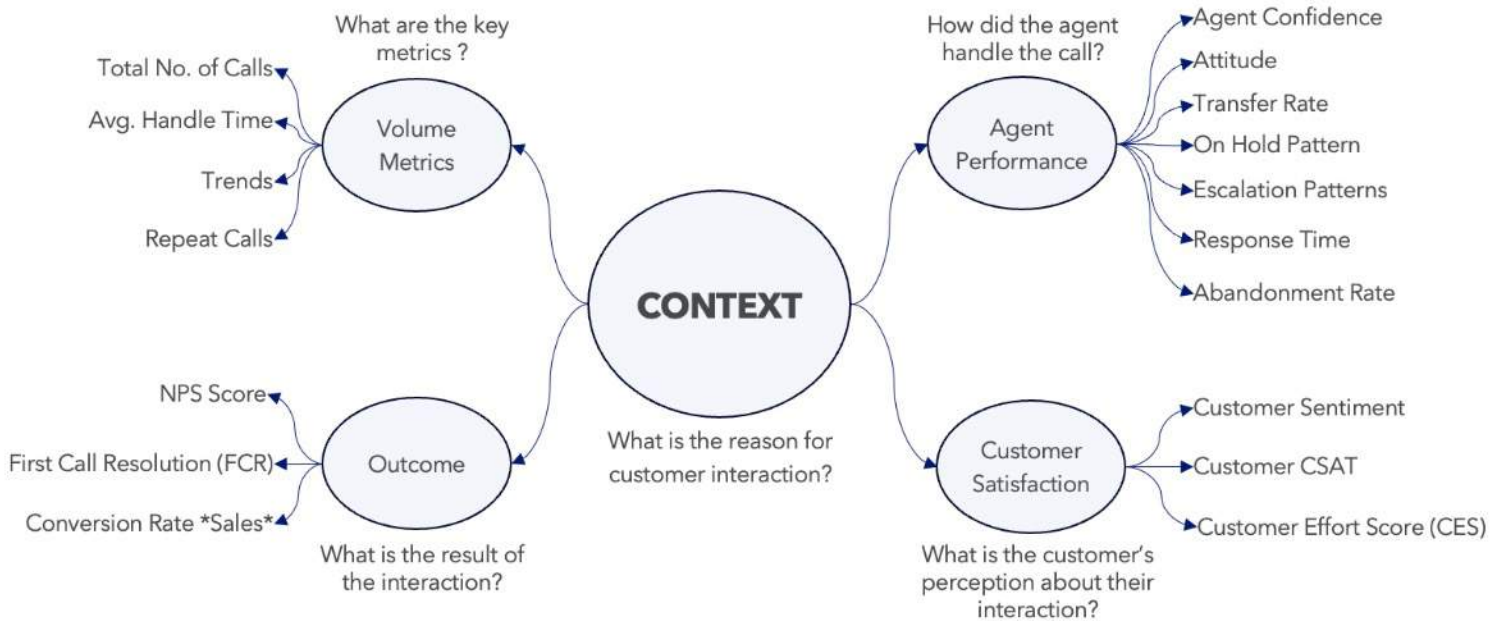 What are the key
metrics ?
Total No. of Calls
Avg. Handle Time
Trends
Repeat Calls
Volume
Metrics
How did the agent
handle the call?
Agent
Performance
Agent Confidence
Attitude
Transfer Rate
On Hold Pattern
Escalation Patterns
Response Time
Abandonment Rate
CONTEXT
What is the reason for
customer interaction?
NPS Score
First Call Resolution (FCR)
Conversion Rate *Sales*
Outcome
What is the result of
the interaction?
Customer
Satisfaction
Customer Sentiment
Customer CSAT
Customer Effort Score (CES)
What is the customer's
perception about their
interaction?